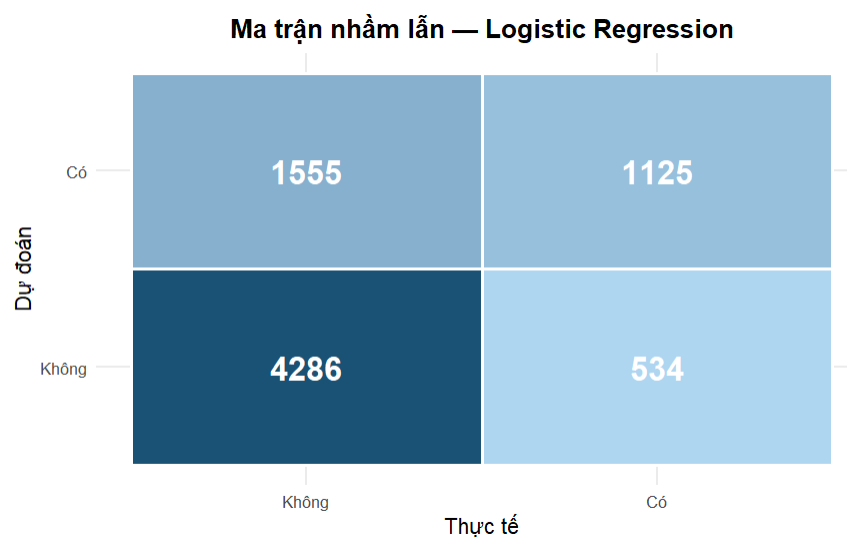 Ma trận nhầm lẫn — Logistic Regression
Dự đoán
Có
1555
1125
Không
4286
534
Không
Có
Thực tế